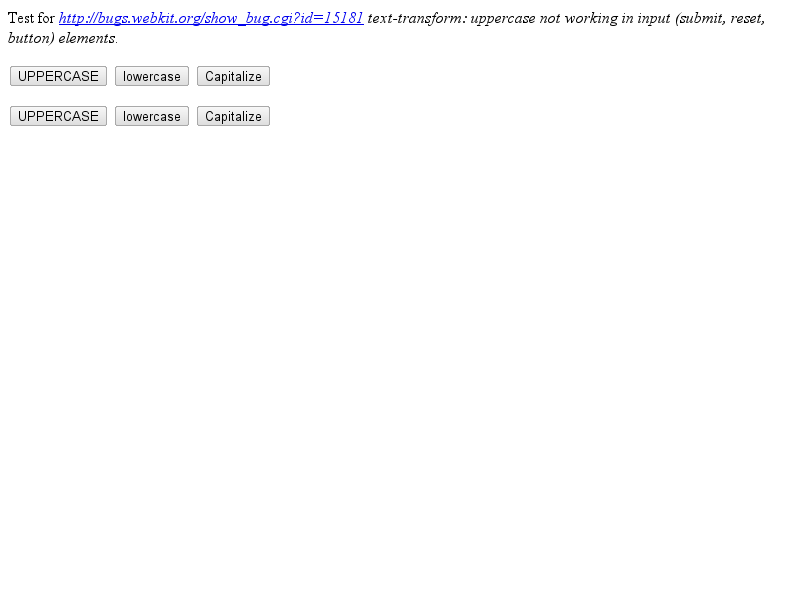 Test for http://bugs.webkit.org/show_bug.cgi?id=15181 text-transform: uppercase not working in input (submit, reset,
button) elements.
UPPERCASE lowercase Capitalize
UPPERCASE lowercase Capitalize